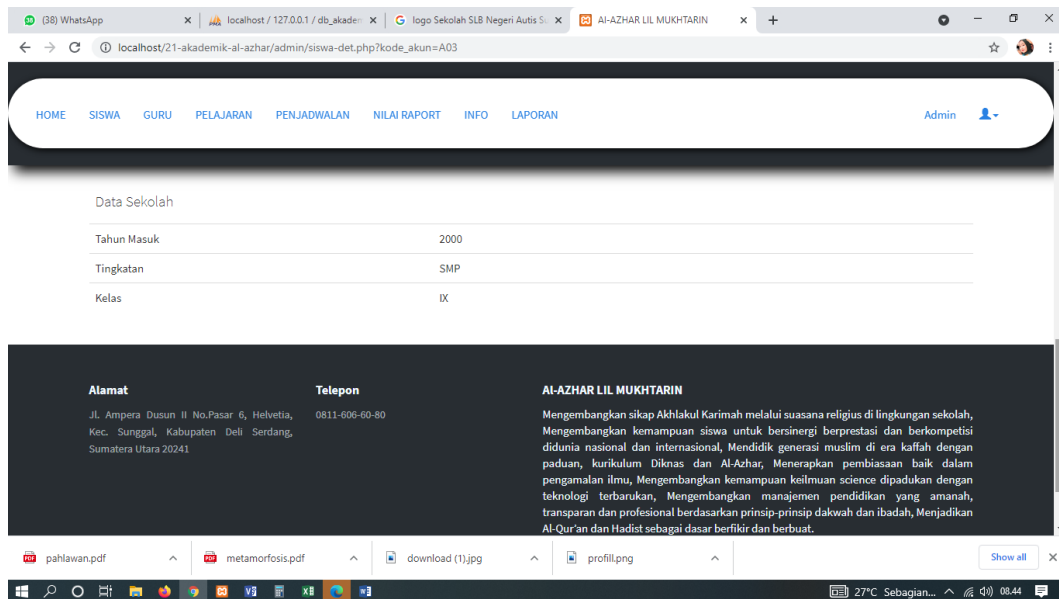 (38) WhatsApp
localhost / 127.0.0.1 / db_akadem
logo Sekolah SLB Negeri Autis Su
Al-AZHAR LIL MUKHTARIN
localhost/21-akademik-al-azhar/admin/siswa-det.php?kode_akun=A03
HOME SISWA GURU PELAJARAN PENJADWALAN NILAI RAPORT INFO LAPORAN Admin
Data Sekolah
Tahun Masuk 2000
Tingkatan SMP
Kelas IX
Alamat
Jl. Ampera Dusun II No.Pasar 6, Helvetia,
Kec. Sunggal, Kabupaten Deli Serdang,
Sumatera Utara 20241
Telepon
0811-606-60-80
Al-AZHAR LIL MUKHTARIN
Mengembangkan sikap Akhlakul Karimah melalui suasana religius di lingkungan sekolah,
Mengembangkan kemampuan siswa untuk bersinergi berprestasi dan berkompetisi
didunia nasional dan internasional, Mendidik generasi muslim di era kaffah dengan
paduan, kurikulum Diknas dan Al-Azhar, Menerapkan pembiasaan baik dalam
pengamalan ilmu, Mengembangkan kemampuan keilmuan science dipadukan dengan
teknologi terbarukan, Mengembangkan manajemen pendidikan yang amanah,
transparan dan profesional berdasarkan prinsip-prinsip dakwah dan ibadah, Menjadikan
Al-Qur'an dan Hadist sebagai dasar berfikir dan berbuat.
pahlawan.pdf
metamorfosis.pdf
download (1).jpg
profill.png
Show all
27°C Sebagian... 08.44